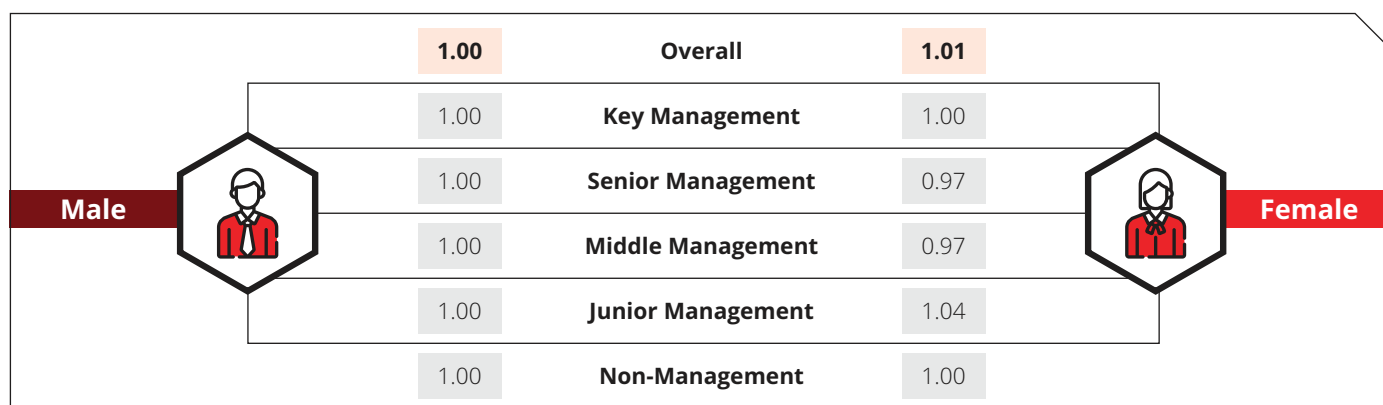 1.00 Overall 1.01
1.00 Key Management 1.00
1.00 Senior Management 0.97
Male Female
1.00 Middle Management 0.97
1.00 Junior Management 1.04
1.00 Non-Management 1.00